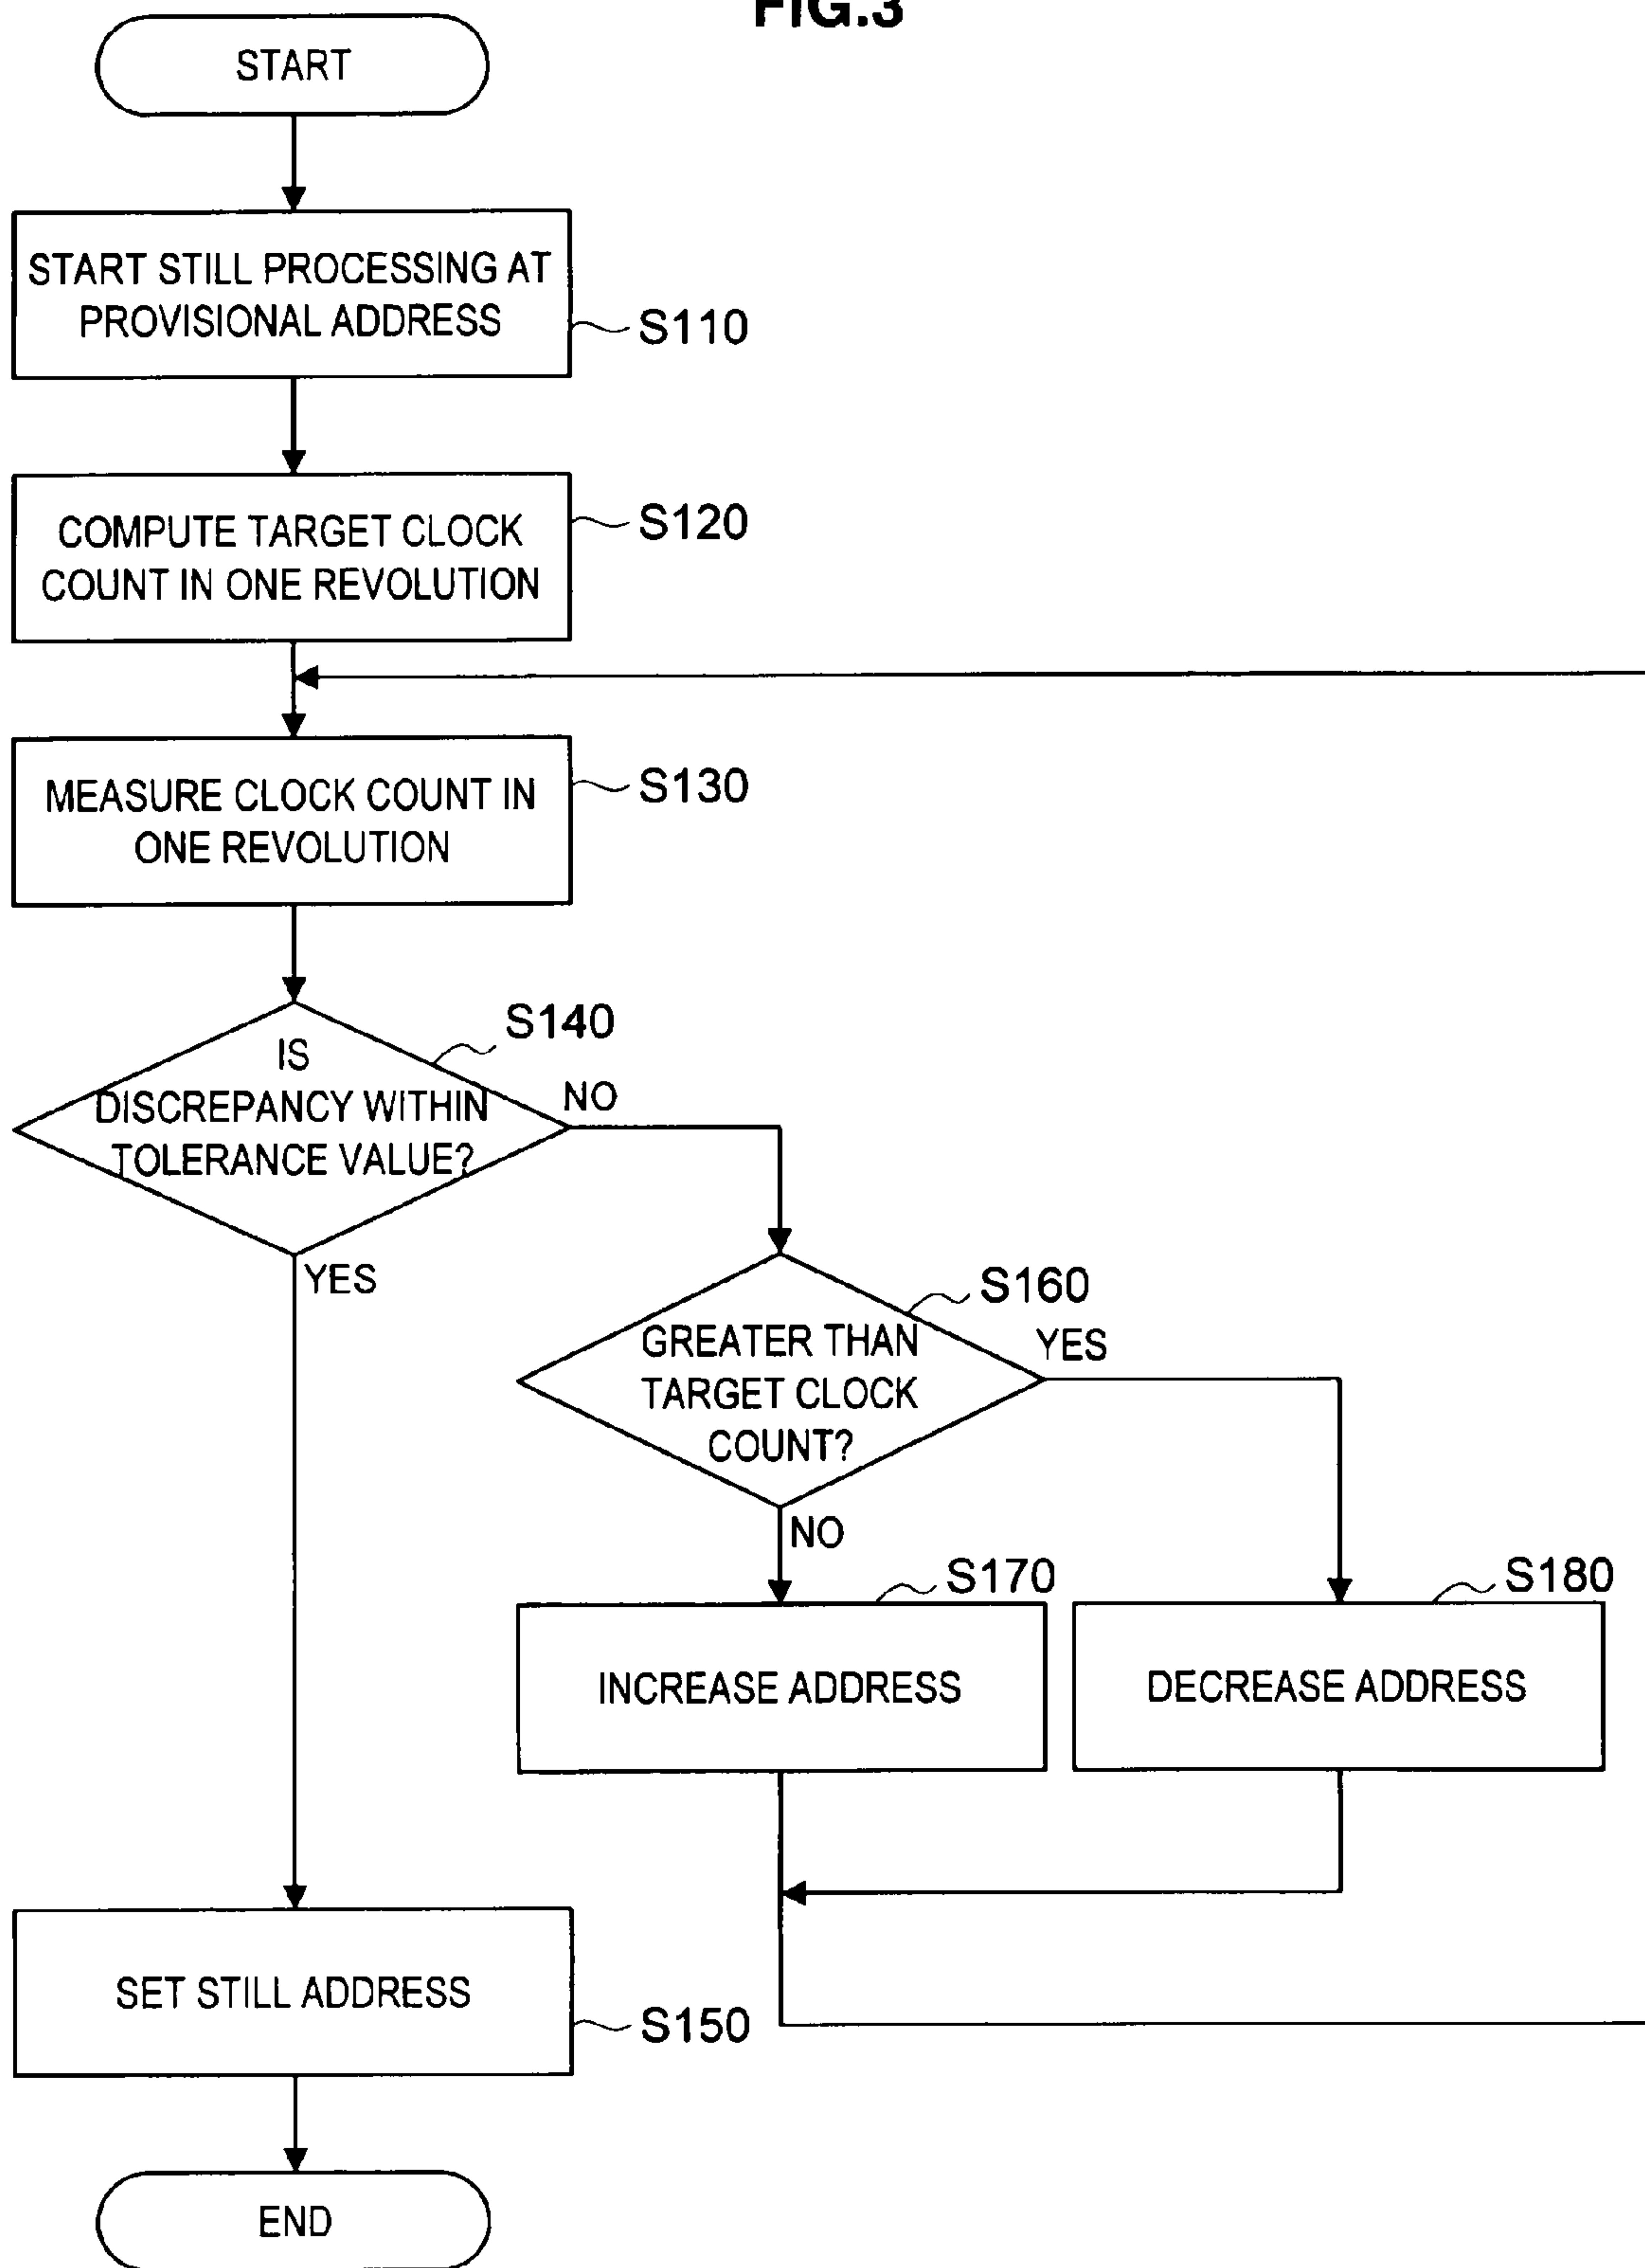 FIG.3
START
START STILL PROCESSING AT
PROVISIONAL ADDRESS
S110
COMPUTE TARGET CLOCK
COUNT IN ONE REVOLUTION
S120
MEASURE CLOCK COUNT IN
ONE REVOLUTION
S130
S140
IS
DISCREPANCY WITHIN
TOLERANCE VALUE?
NO
YES
S160
GREATER THAN
TARGET CLOCK
COUNT?
YES
NO
S170
INCREASE ADDRESS
S180
DECREASE ADDRESS
SET STILL ADDRESS
S150
END